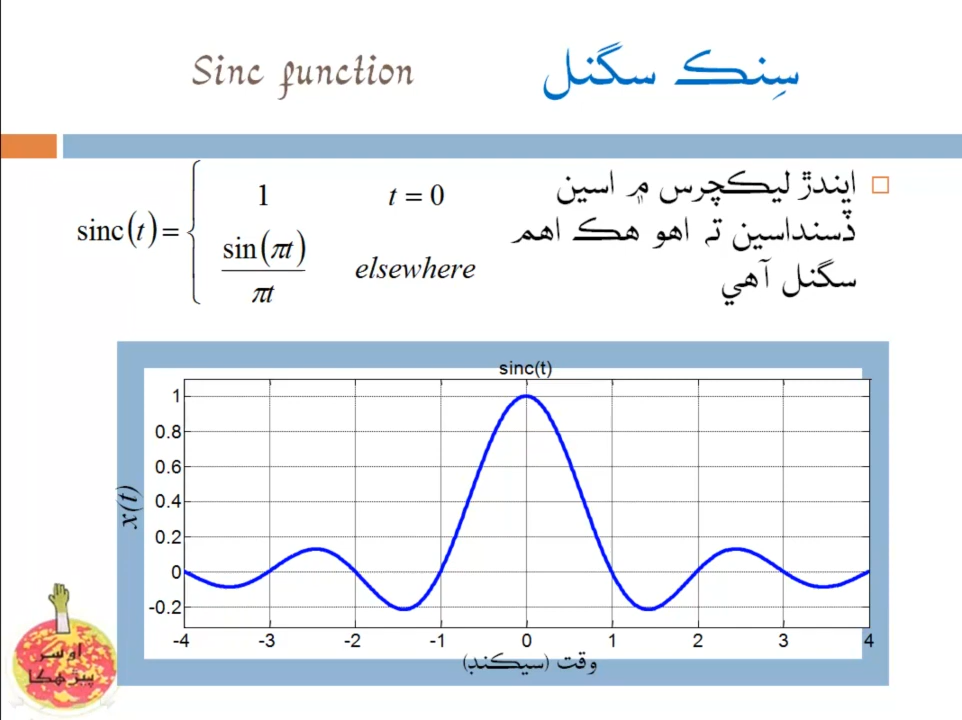 Sinc function
سِنڪ سگنل
ايندڙ ليڪچرس ۾ اسين
ڏسنداسين ته اهو هڪ اهم
سگنل آهي
sinc(t) = { 1 t = 0
sin(πt) / πt elsewhere
sinc(t)
x(t)
1
0.8
0.6
0.4
0.2
0
-0.2
-4 -3 -2 -1 0 1 2 3 4
وقت (سيڪنڊ)